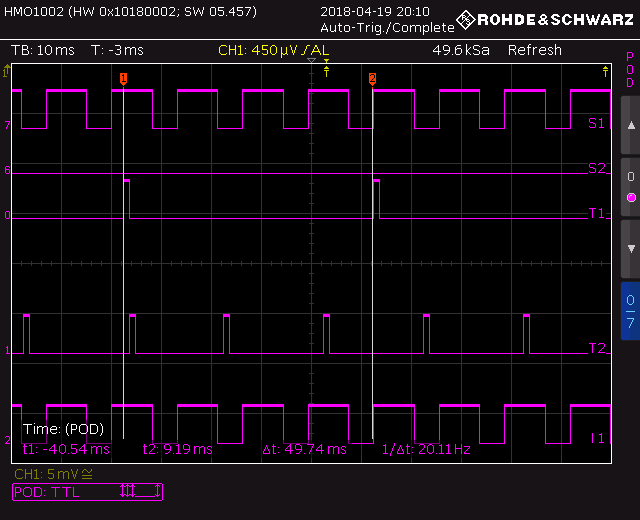 HMO1002 (HW 0x10180002; SW 05.457)
2018-04-19 20:10
Auto-Trig./Complete
ROHDE&SCHWARZ
TB: 10 ms
T: -3 ms
CH1: 450 µV
AL
49.6 kSa
Refresh
POD
7
S1
6
S2
0
0
T1
1
T2
0
7
2
Time: (POD)
t1: -40.54 ms
t2: 9.19 ms
Δt: 49.74 ms
1/Δt: 20.11 Hz
CH1: 5 mV
POD: TTL